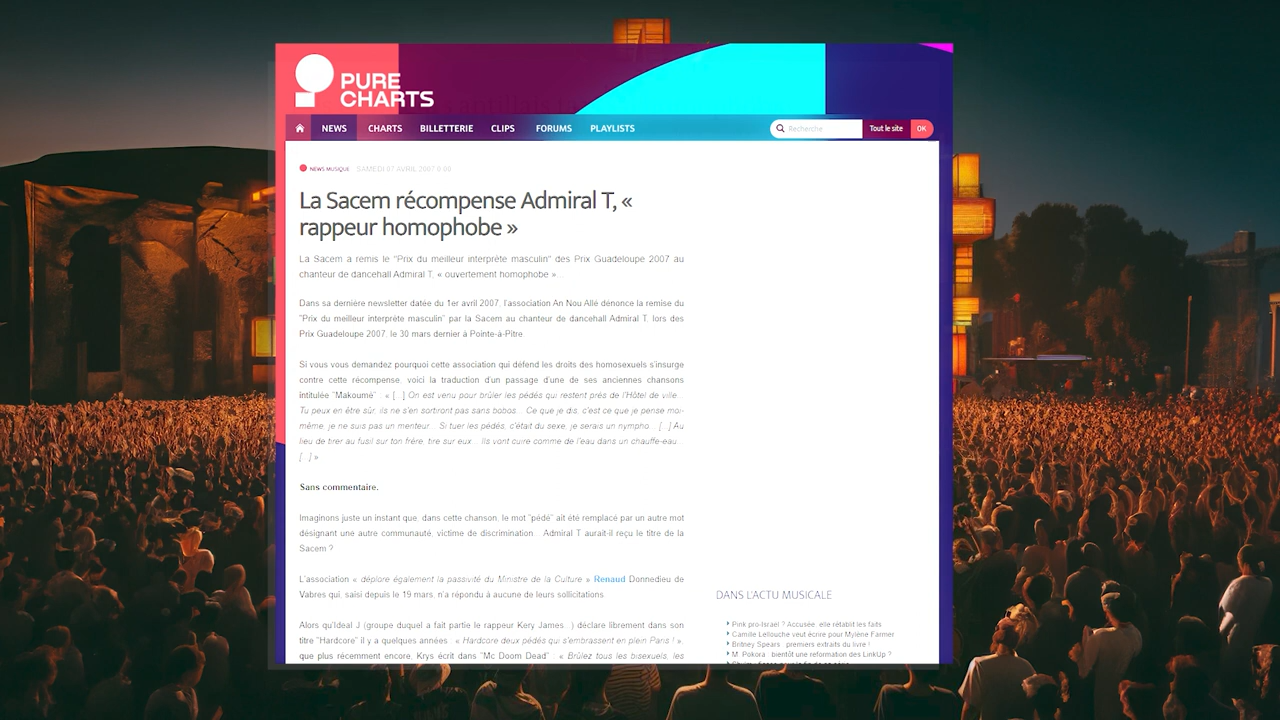 PURE
CHARTS
NEWS CHARTS BILLETTERIE CLIPS FORUMS PLAYLISTS Recherche Tout le site OK
NEWS MUSIQUE SAMEDI 07 AVRIL 2007 0:00
La Sacem récompense Admiral T, «
rappeur homophobe »
La Sacem a remis le "Prix du meilleur interprète masculin" des Prix Guadeloupe 2007 au
chanteur de dancehall Admiral T, « ouvertement homophobe »...
Dans sa dernière newsletter datée du 1er avril 2007, l'association An Nou Allé dénonce la remise du
"Prix du meilleur interprète masculin" par la Sacem au chanteur de dancehall Admiral T, lors des
Prix Guadeloupe 2007, le 30 mars dernier à Pointe-à-Pitre.
Si vous vous demandez pourquoi cette association qui défend les droits des homosexuels s'insurge
contre cette récompense, voici la traduction d'un passage d'une de ses anciennes chansons
intitulée "Makoumé" : « [...] On est venu pour brûler les pédés qui restent près de l'Hôtel de ville...
Tu peux en être sûr, ils ne s'en sortiront pas sans bobos... Ce que je dis, c'est ce que je pense moi-
même, je ne suis pas un menteur... Si tuer les pédés, c'était du sexe, je serais un nympho... [...] Au
lieu de tirer au fusil sur ton frère, tire sur eux... Ils vont cuire comme de l'eau dans un chauffe-eau...
[...] »
Sans commentaire.
Imaginons juste un instant que, dans cette chanson, le mot "pédé" ait été remplacé par un autre mot
désignant une autre communauté, victime de discrimination... Admiral T aurait-il reçu le titre de la
Sacem ?
L'association « déplore également la passivité du Ministre de la Culture » Renaud Donnedieu de
Vabres qui, saisi depuis le 19 mars, n'a répondu à aucune de leurs sollicitations.
Alors qu'Idéal J (groupe duquel a fait partie le rappeur Kery James...) déclare librement dans son
titre "Hardcore" il y a quelques années : « Hardcore deux pédés qui s'embrassent en plein Paris ! »,
que plus récemment encore, Krys écrit dans "Mc Doom Dead" : « Brûlez tous les bisexuels, les
DANS L'ACTU MUSICALE
Pink pro-Israël ? Accusée, elle rétablit les faits
Camille Lellouche veut écrire pour Mylène Farmer
Britney Spears : premiers extraits du livre !
M. Pokora : bientôt une reformation des LinkUp ?